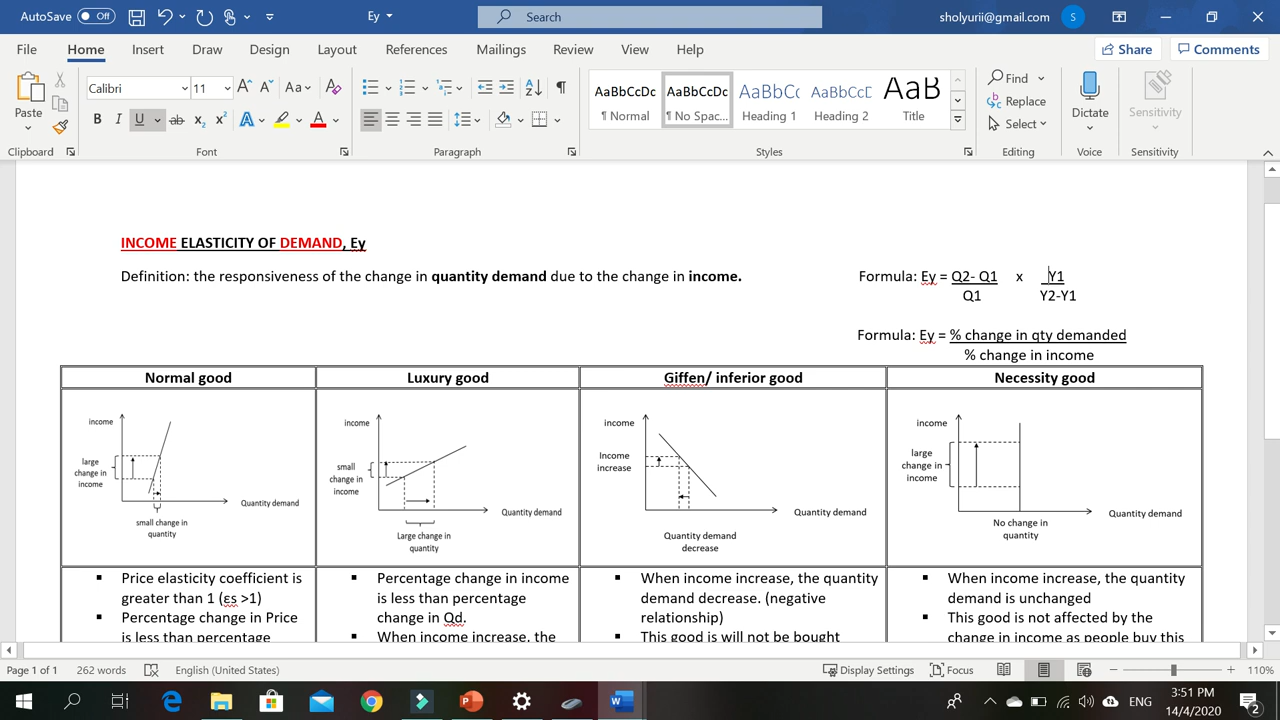 AutoSave Off Ey Search sholyurii@gmail.com S
File Home Insert Draw Design Layout References Mailings Review View Help Share Comments
Paste Calibri 11 Aa AaBbCcDc AaBbCcDc AaBbCc AaBbCcD AaB Find Replace Select Dictate Sensitivity
B I U ab x₂ x² A A ¶ Normal ¶ No Spac... Heading 1 Heading 2 Title
Clipboard Font Paragraph Styles Editing Voice Sensitivity
INCOME ELASTICITY OF DEMAND, Ey
Definition: the responsiveness of the change in quantity demand due to the change in income.
Formula: Ey = Q2- Q1 x Y1
Q1 Y2-Y1
Formula: Ey = % change in qty demanded
% change in income
Normal good Luxury good Giffen/ inferior good Necessity good
income
large
change in
income
Quantity demand
small change in
quantity
income
small
change in
income
Quantity demand
Large change in
quantity
income
Income
increase
Quantity demand
Quantity demand
decrease
income
large
change in
income
Quantity demand
No change in
quantity
▪ Price elasticity coefficient is
greater than 1 (εs >1)
▪ Percentage change in Price
is less than percentage
▪ Percentage change in income
is less than percentage
change in Qd.
▪ When income increase, the
▪ When income increase, the quantity
demand decrease. (negative
relationship)
▪ This good is will not be bought
▪ When income increase, the quantity
demand is unchanged
▪ This good is not affected by the
change in income as people buy this
Page 1 of 1 262 words English (United States) Display Settings Focus 110%
ENG 3:51 PM
14/4/2020 2